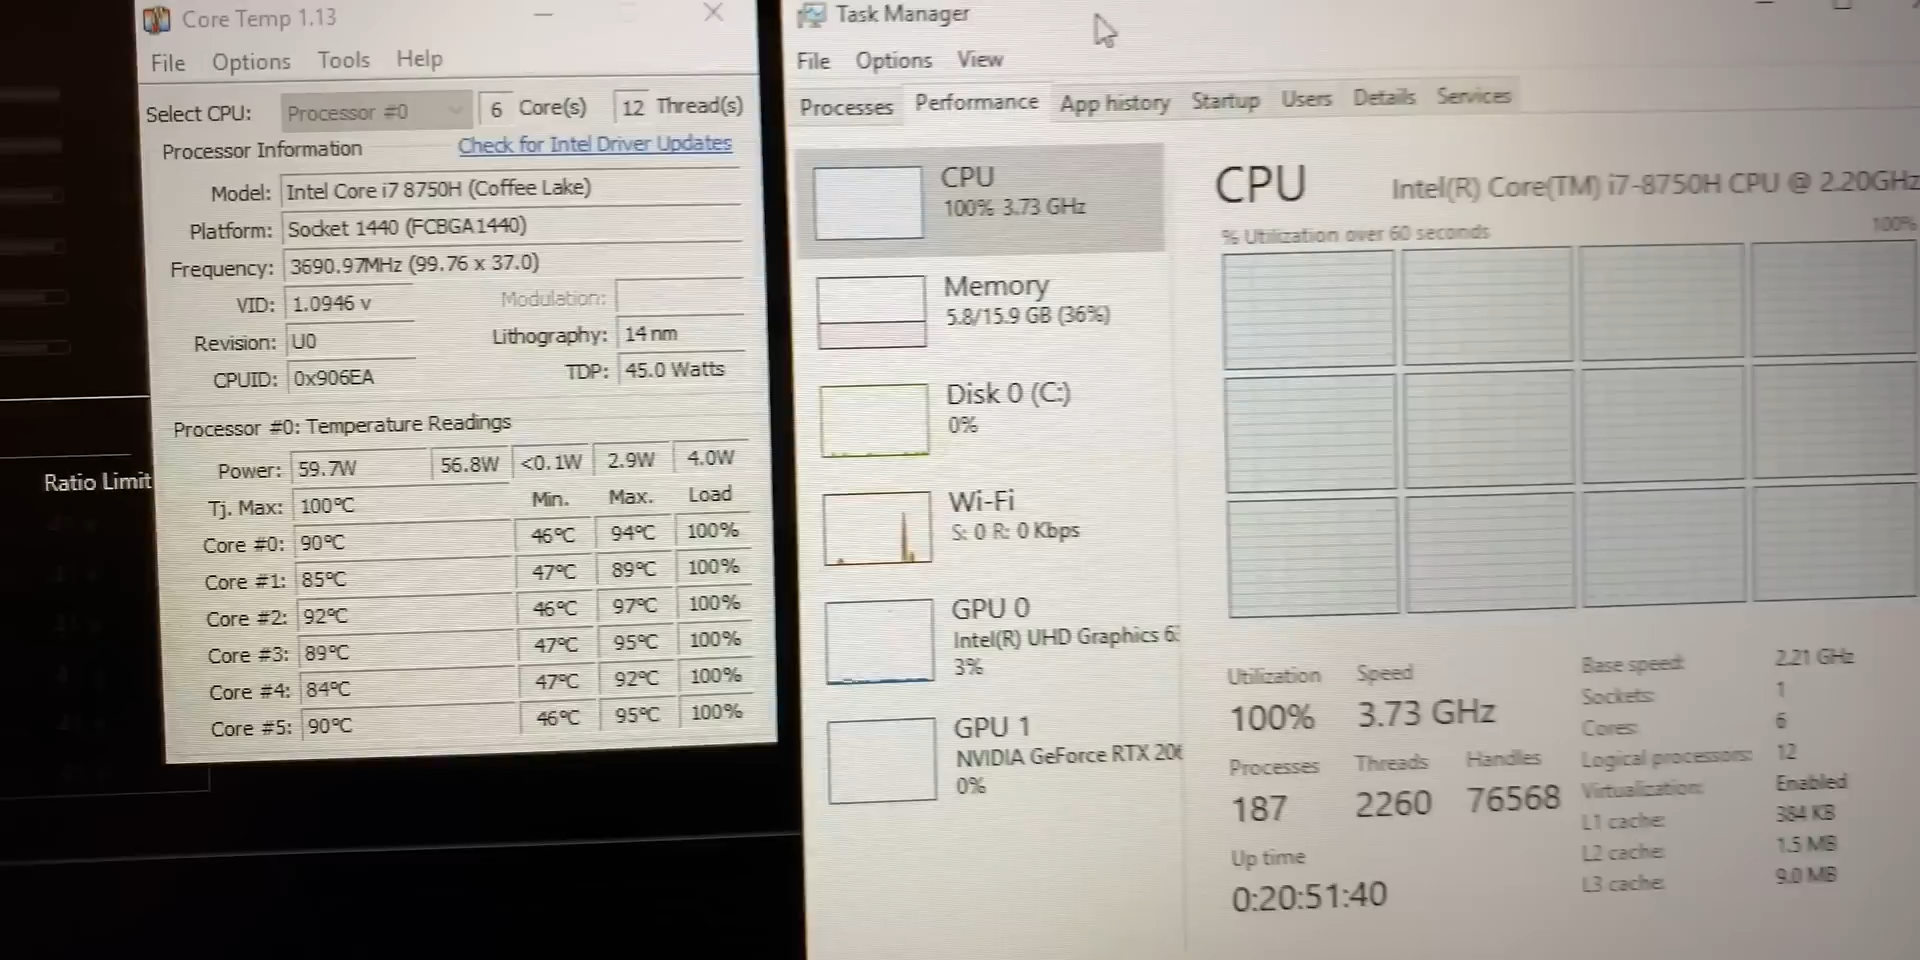 Core Temp 1.13
File Options Tools Help
Select CPU: Processor #0 6 Core(s) 12 Thread(s)
Processor Information Check for Intel Driver Updates
Model: Intel Core i7 8750H (Coffee Lake)
Platform: Socket 1440 (FCBGA1440)
Frequency: 3690.97MHz (99.76 x 37.0)
VID: 1.0946 v Modulation:
Revision: U0 Lithography: 14 nm
CPUID: 0x906EA TDP: 45.0 Watts
Processor #0: Temperature Readings
Power: 59.7W 56.8W <0.1W 2.9W 4.0W
Tj. Max: 100°C Min. Max. Load
Core #0: 90°C 46°C 94°C 100%
Core #1: 85°C 47°C 89°C 100%
Core #2: 92°C 46°C 97°C 100%
Core #3: 89°C 47°C 95°C 100%
Core #4: 84°C 47°C 92°C 100%
Core #5: 90°C 46°C 95°C 100%
Ratio Limit
Task Manager
File Options View
Processes Performance App history Startup Users Details Services
CPU
100% 3.73 GHz
Memory
5.8/15.9 GB (36%)
Disk 0 (C:)
0%
Wi-Fi
S: 0 R: 0 Kbps
GPU 0
Intel(R) UHD Graphics 6
3%
GPU 1
NVIDIA GeForce RTX 206
0%
CPU Intel(R) Core(TM) i7-8750H CPU @ 2.20GHz
% Utilization over 60 seconds 100%
Utilization Speed
100% 3.73 GHz
Processes Threads Handles
187 2260 76568
Up time
0:20:51:40
Base speed: 2.21 GHz
Sockets: 1
Cores: 6
Logical processors: 12
Virtualization: Enabled
L1 cache: 384 KB
L2 cache: 1.5 MB
L3 cache: 9.0 MB